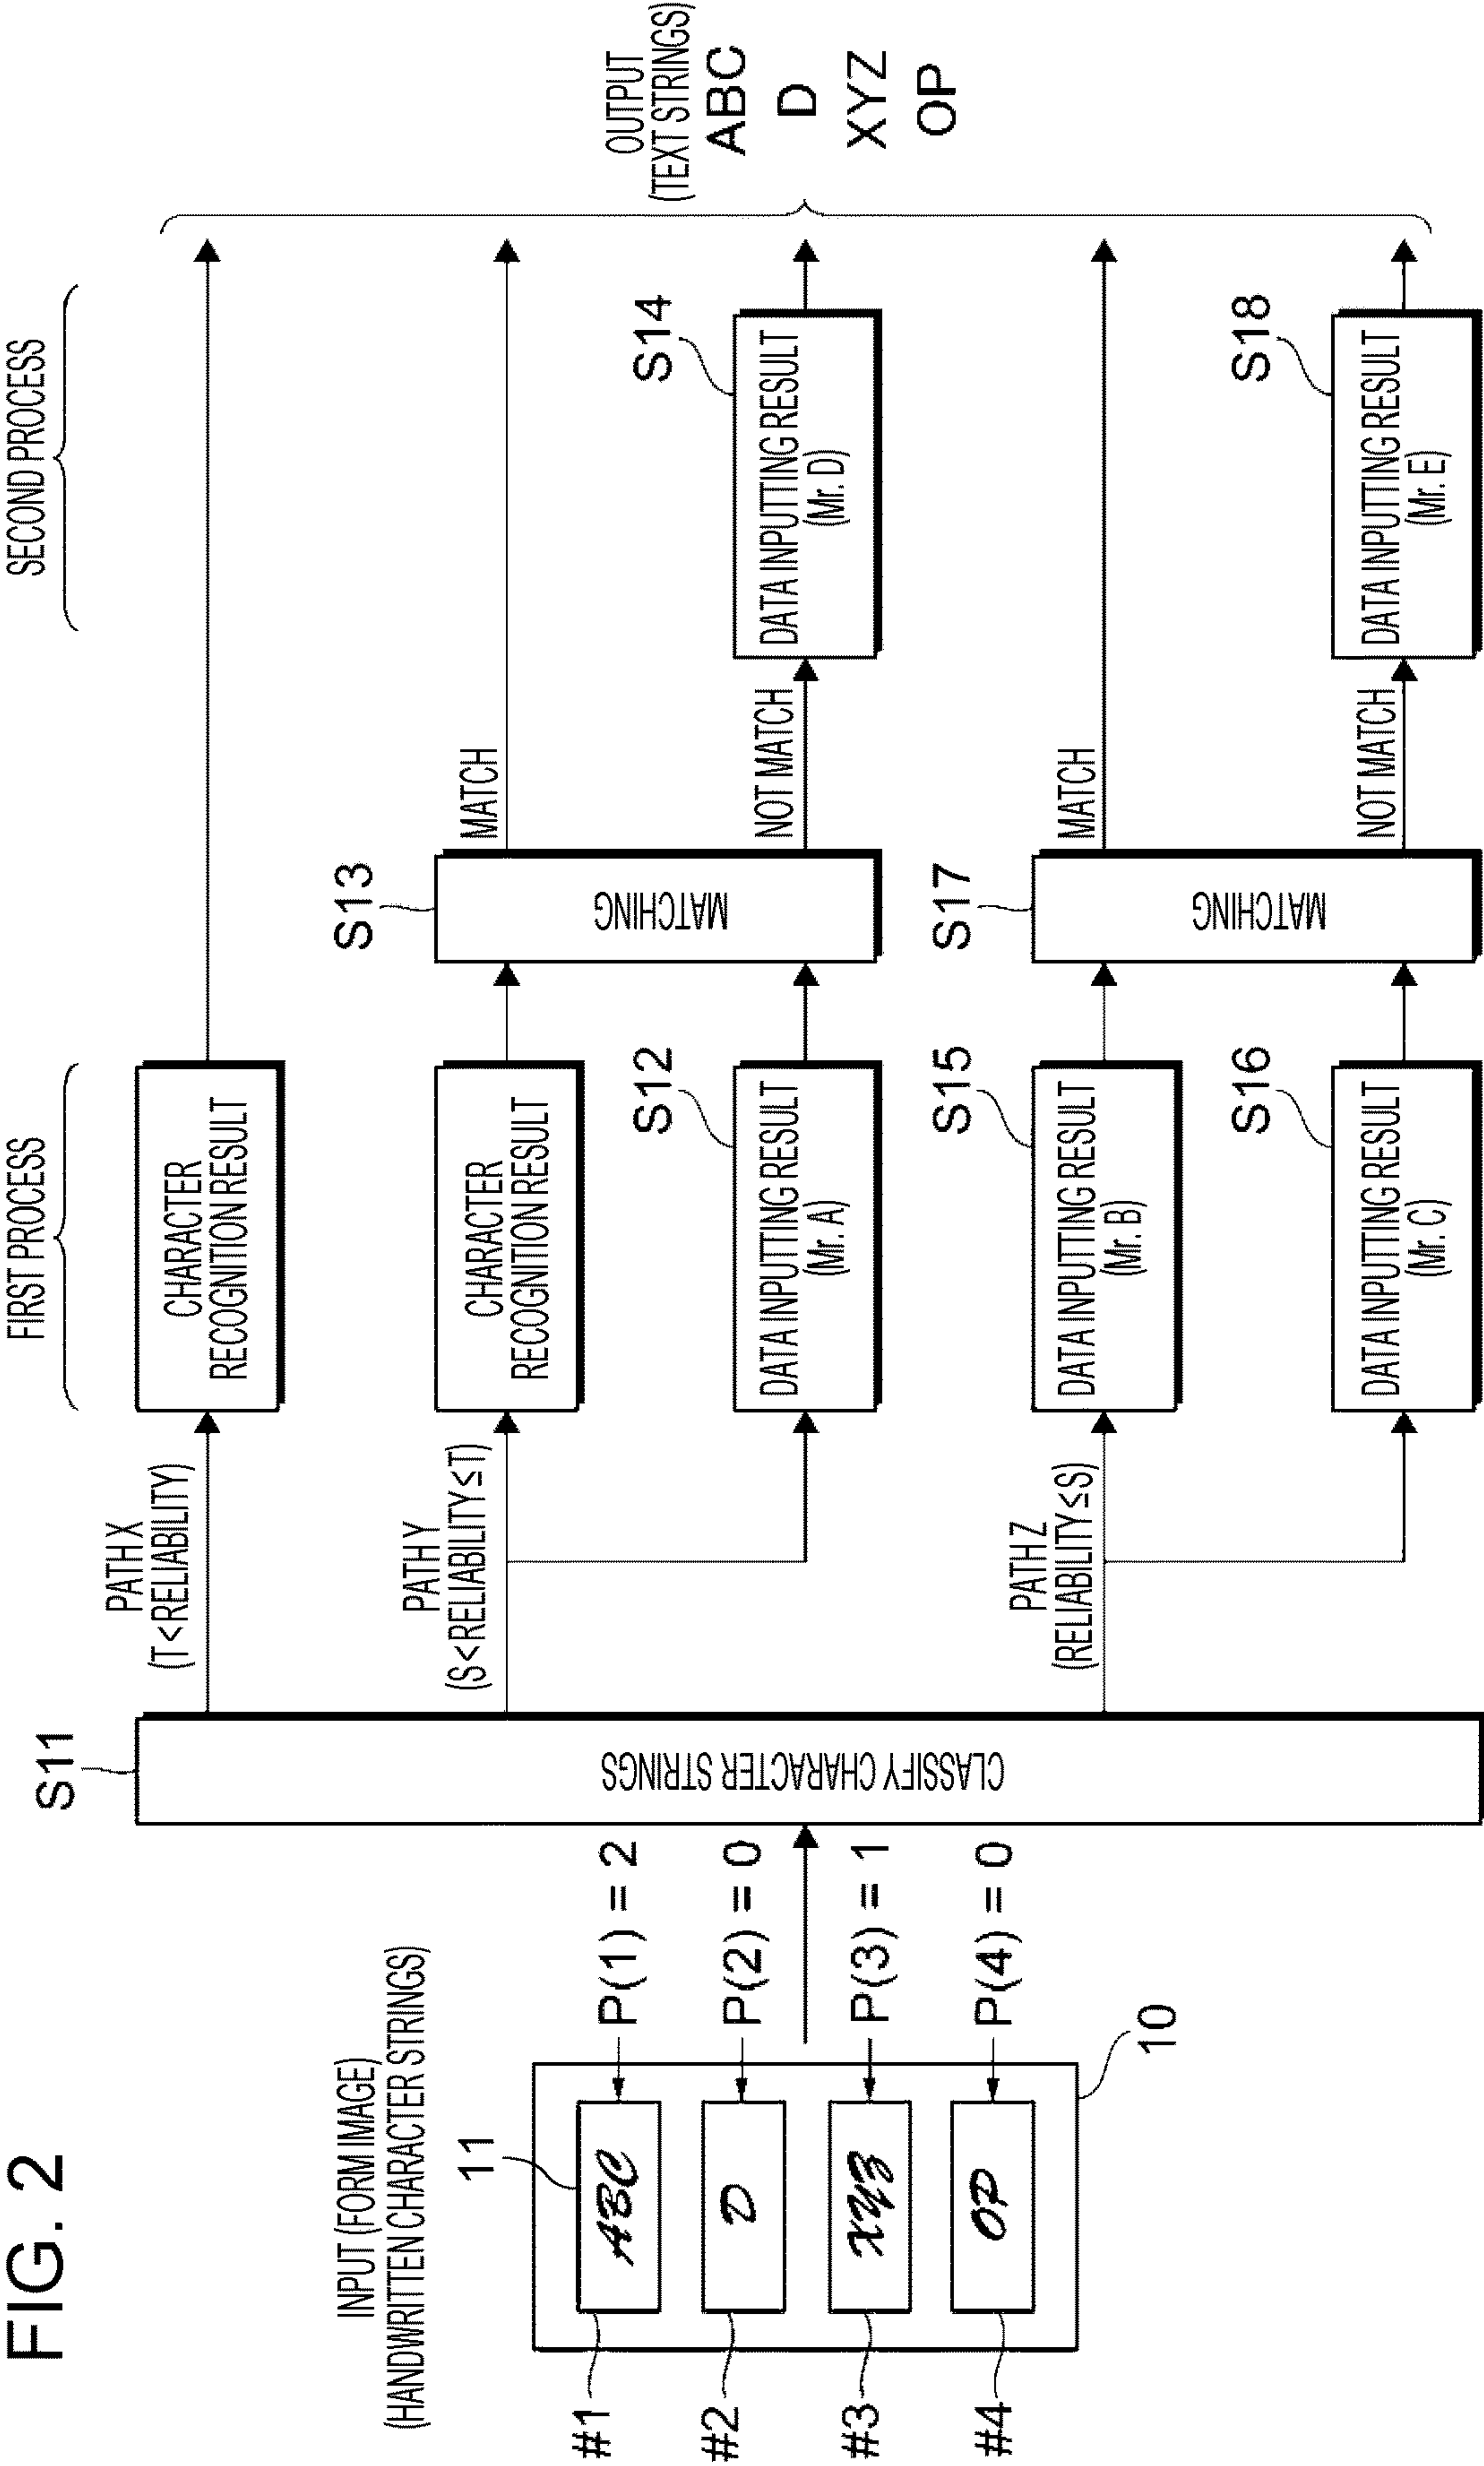 FIG. 2
INPUT (FORM IMAGE)
(HANDWRITTEN CHARACTER STRINGS)
11
#1
ABC
P(1) = 2
#2
D
P(2) = 0
#3
XYZ
P(3) = 1
#4
OP
P(4) = 0
10
S11
CLASSIFY CHARACTER STRINGS
PATH X
(T<RELIABILITY)
PATH Y
(S<RELIABILITY≤T)
PATH Z
(RELIABILITY≤S)
FIRST PROCESS
CHARACTER
RECOGNITION RESULT
CHARACTER
RECOGNITION RESULT
S12
DATA INPUTTING RESULT
(Mr. A)
S15
DATA INPUTTING RESULT
(Mr. B)
S16
DATA INPUTTING RESULT
(Mr. C)
S13
MATCHING
MATCH
NOT MATCH
S17
MATCHING
MATCH
NOT MATCH
SECOND PROCESS
S14
DATA INPUTTING RESULT
(Mr. D)
S18
DATA INPUTTING RESULT
(Mr. E)
OUTPUT
(TEXT STRINGS)
ABC
D
XYZ
OP